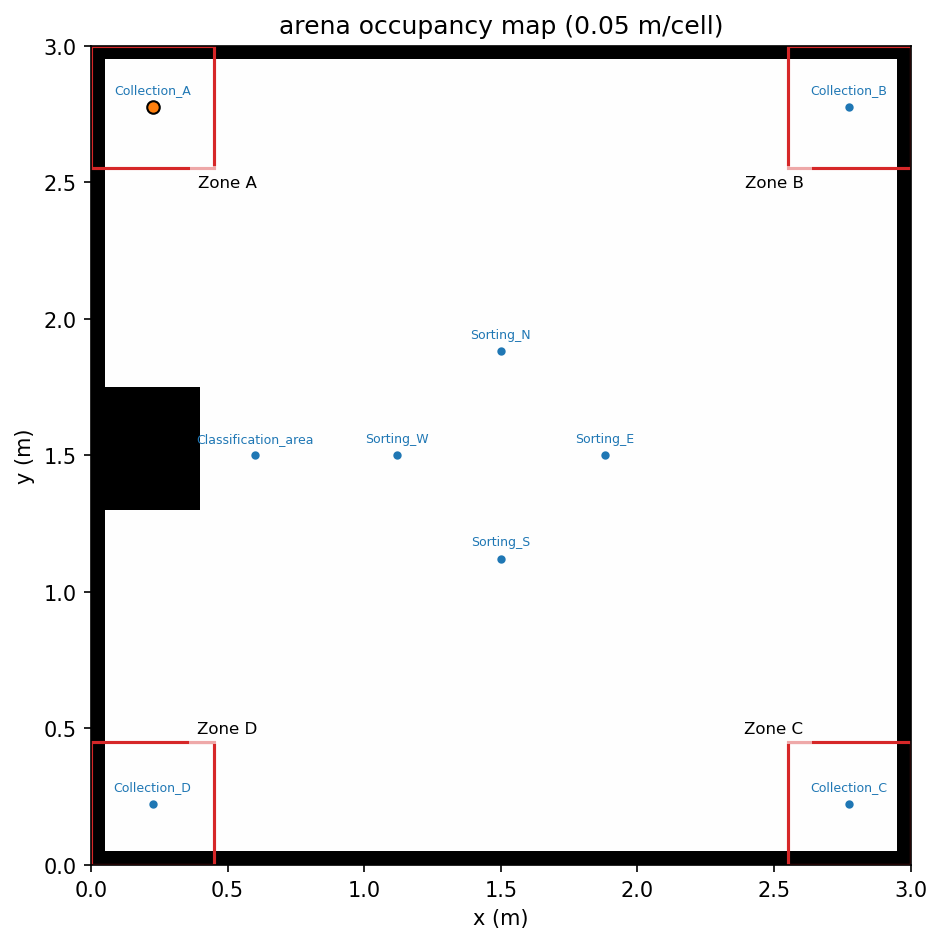 arena occupancy map (0.05 m/cell)
3.0
Collection_A
Collection_B
Zone A
Zone B
2.5
2.0
Sorting_N
y (m)
1.5
Classification_area
Sorting_W
Sorting_E
Sorting_S
1.0
0.5
Zone D
Zone C
Collection_D
Collection_C
0.0
0.0
0.5
1.0
1.5
2.0
2.5
3.0
x (m)